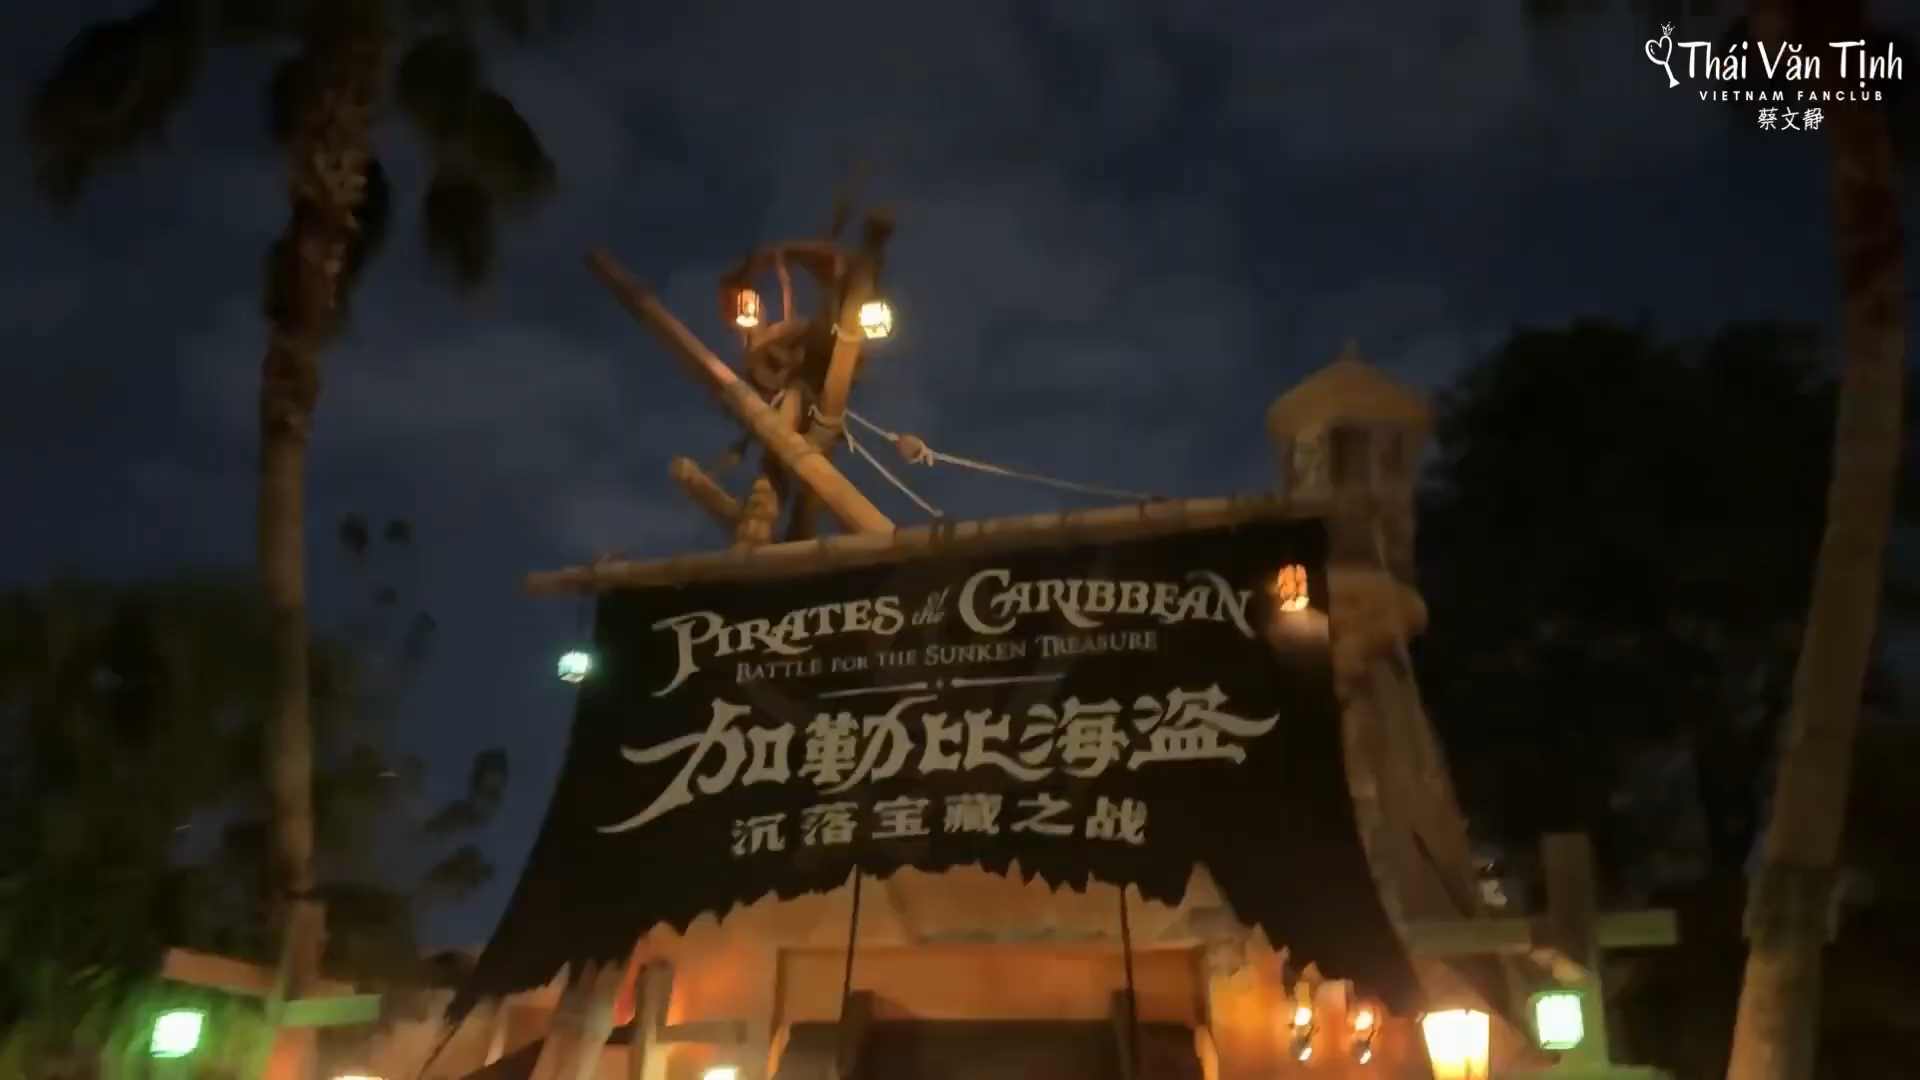 Thái Văn Tịnh
VIETNAM FANCLUB
蔡文静
PIRATES of the CARIBBEAN
BATTLE FOR THE SUNKEN TREASURE
加勒比海盗
沉落宝藏之战